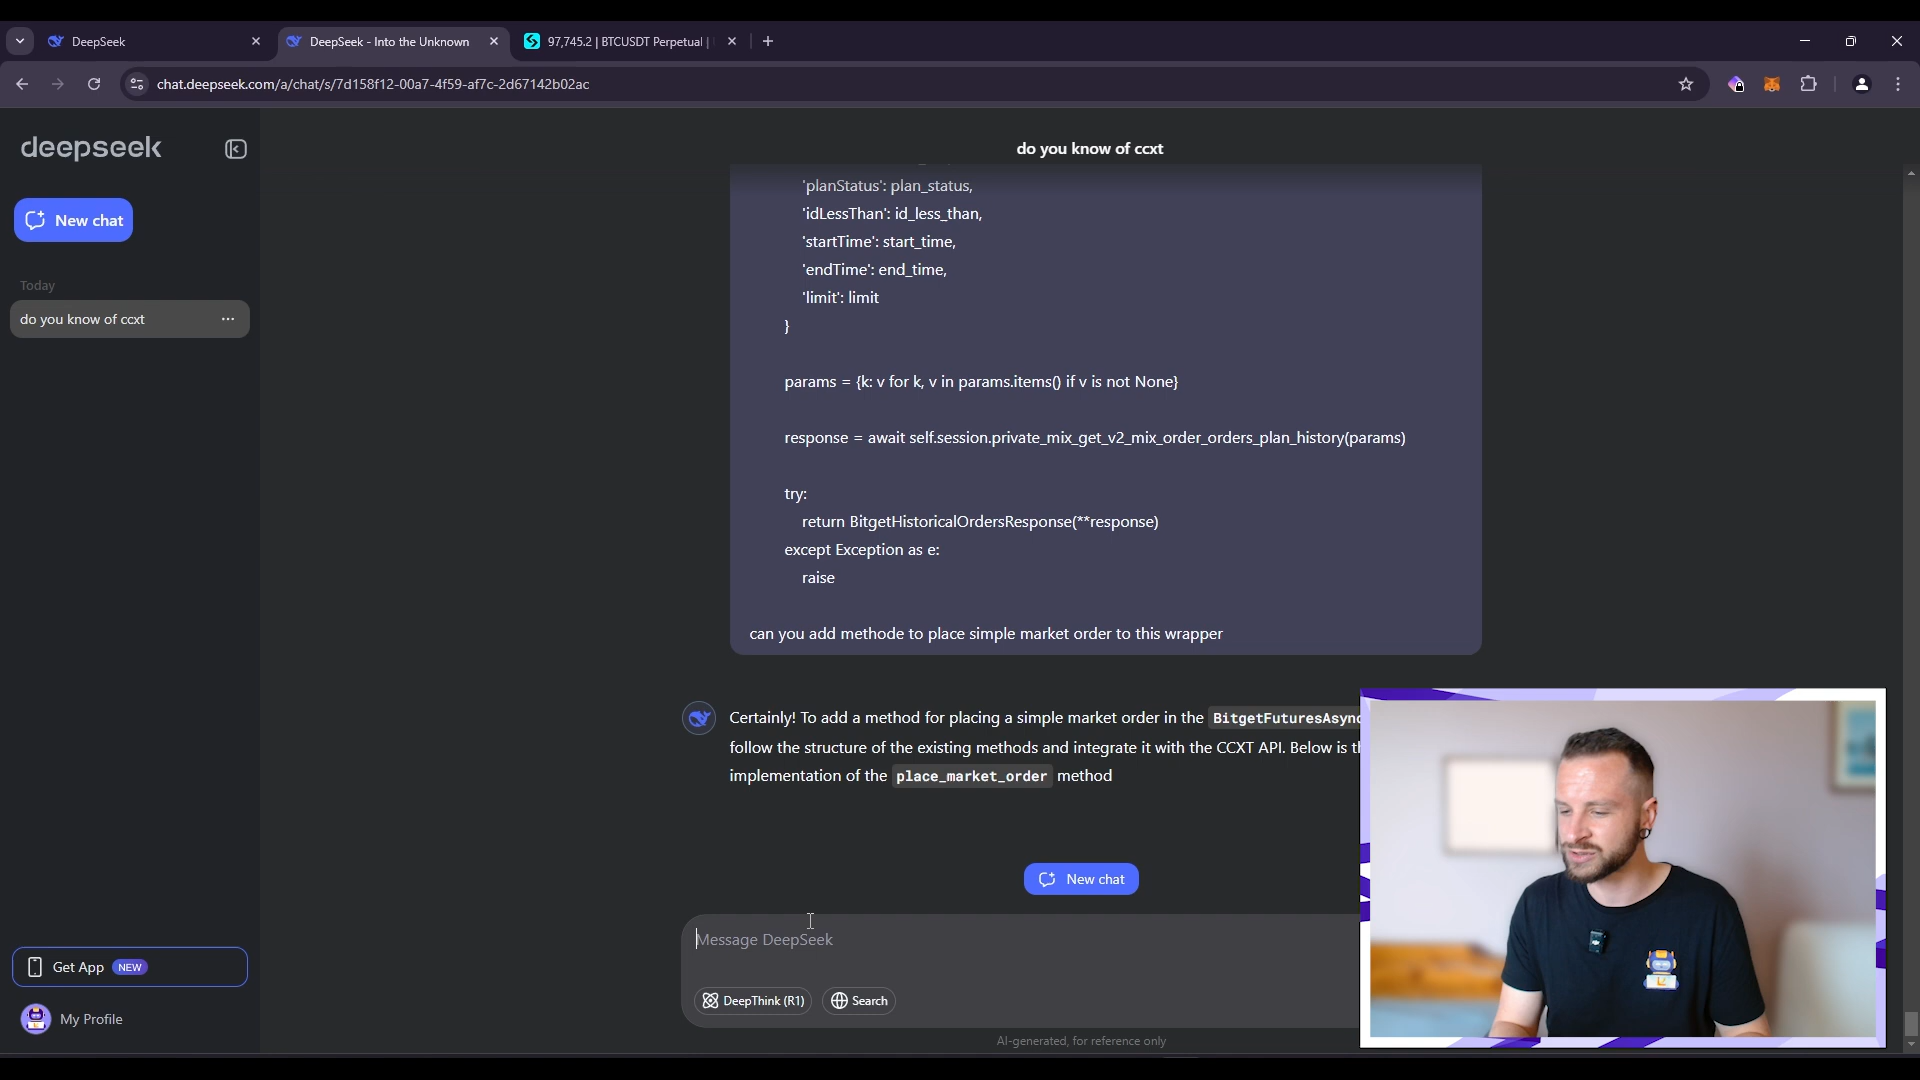 DeepSeek
DeepSeek - Into the Unknown
97,745.2 | BTCUSDT Perpetual |
chat.deepseek.com/a/chat/s/7d158f12-00a7-4f59-af7c-2d67142b02ac
deepseek
New chat
Today
do you know of ccxt
Get App NEW
My Profile
do you know of ccxt
'planStatus': plan_status,
'idLessThan': id_less_than,
'startTime': start_time,
'endTime': end_time,
'limit': limit
}
params = {k: v for k, v in params.items() if v is not None}
response = await self.session.private_mix_get_v2_mix_order_orders_plan_history(params)
try:
return BitgetHistoricalOrdersResponse(**response)
except Exception as e:
raise
can you add methode to place simple market order to this wrapper
Certainly! To add a method for placing a simple market order in the BitgetFuturesAsync
follow the structure of the existing methods and integrate it with the CCXT API. Below is th
implementation of the place_market_order method
New chat
Message DeepSeek
DeepThink (R1)
Search
AI-generated, for reference only